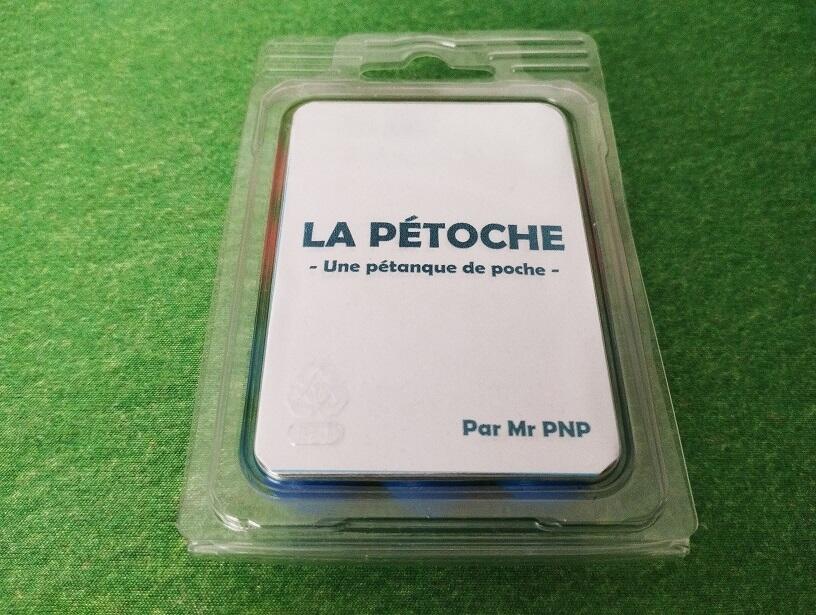 LA PÉTOCHE
- Une pétanque de poche -
Par Mr PNP